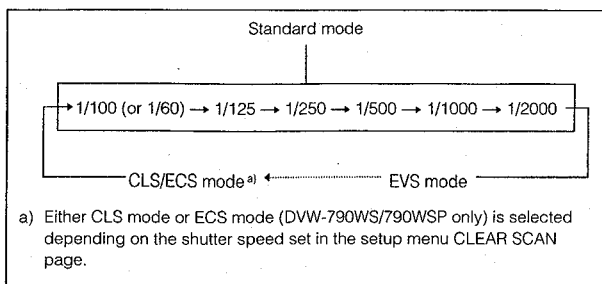 Standard mode
1/100 (or 1/60) → 1/125 → 1/250 → 1/500 → 1/1000 → 1/2000
CLS/ECS mode a) EVS mode
a) Either CLS mode or ECS mode (DVW-790WS/790WSP only) is selected
depending on the shutter speed set in the setup menu CLEAR SCAN
page.